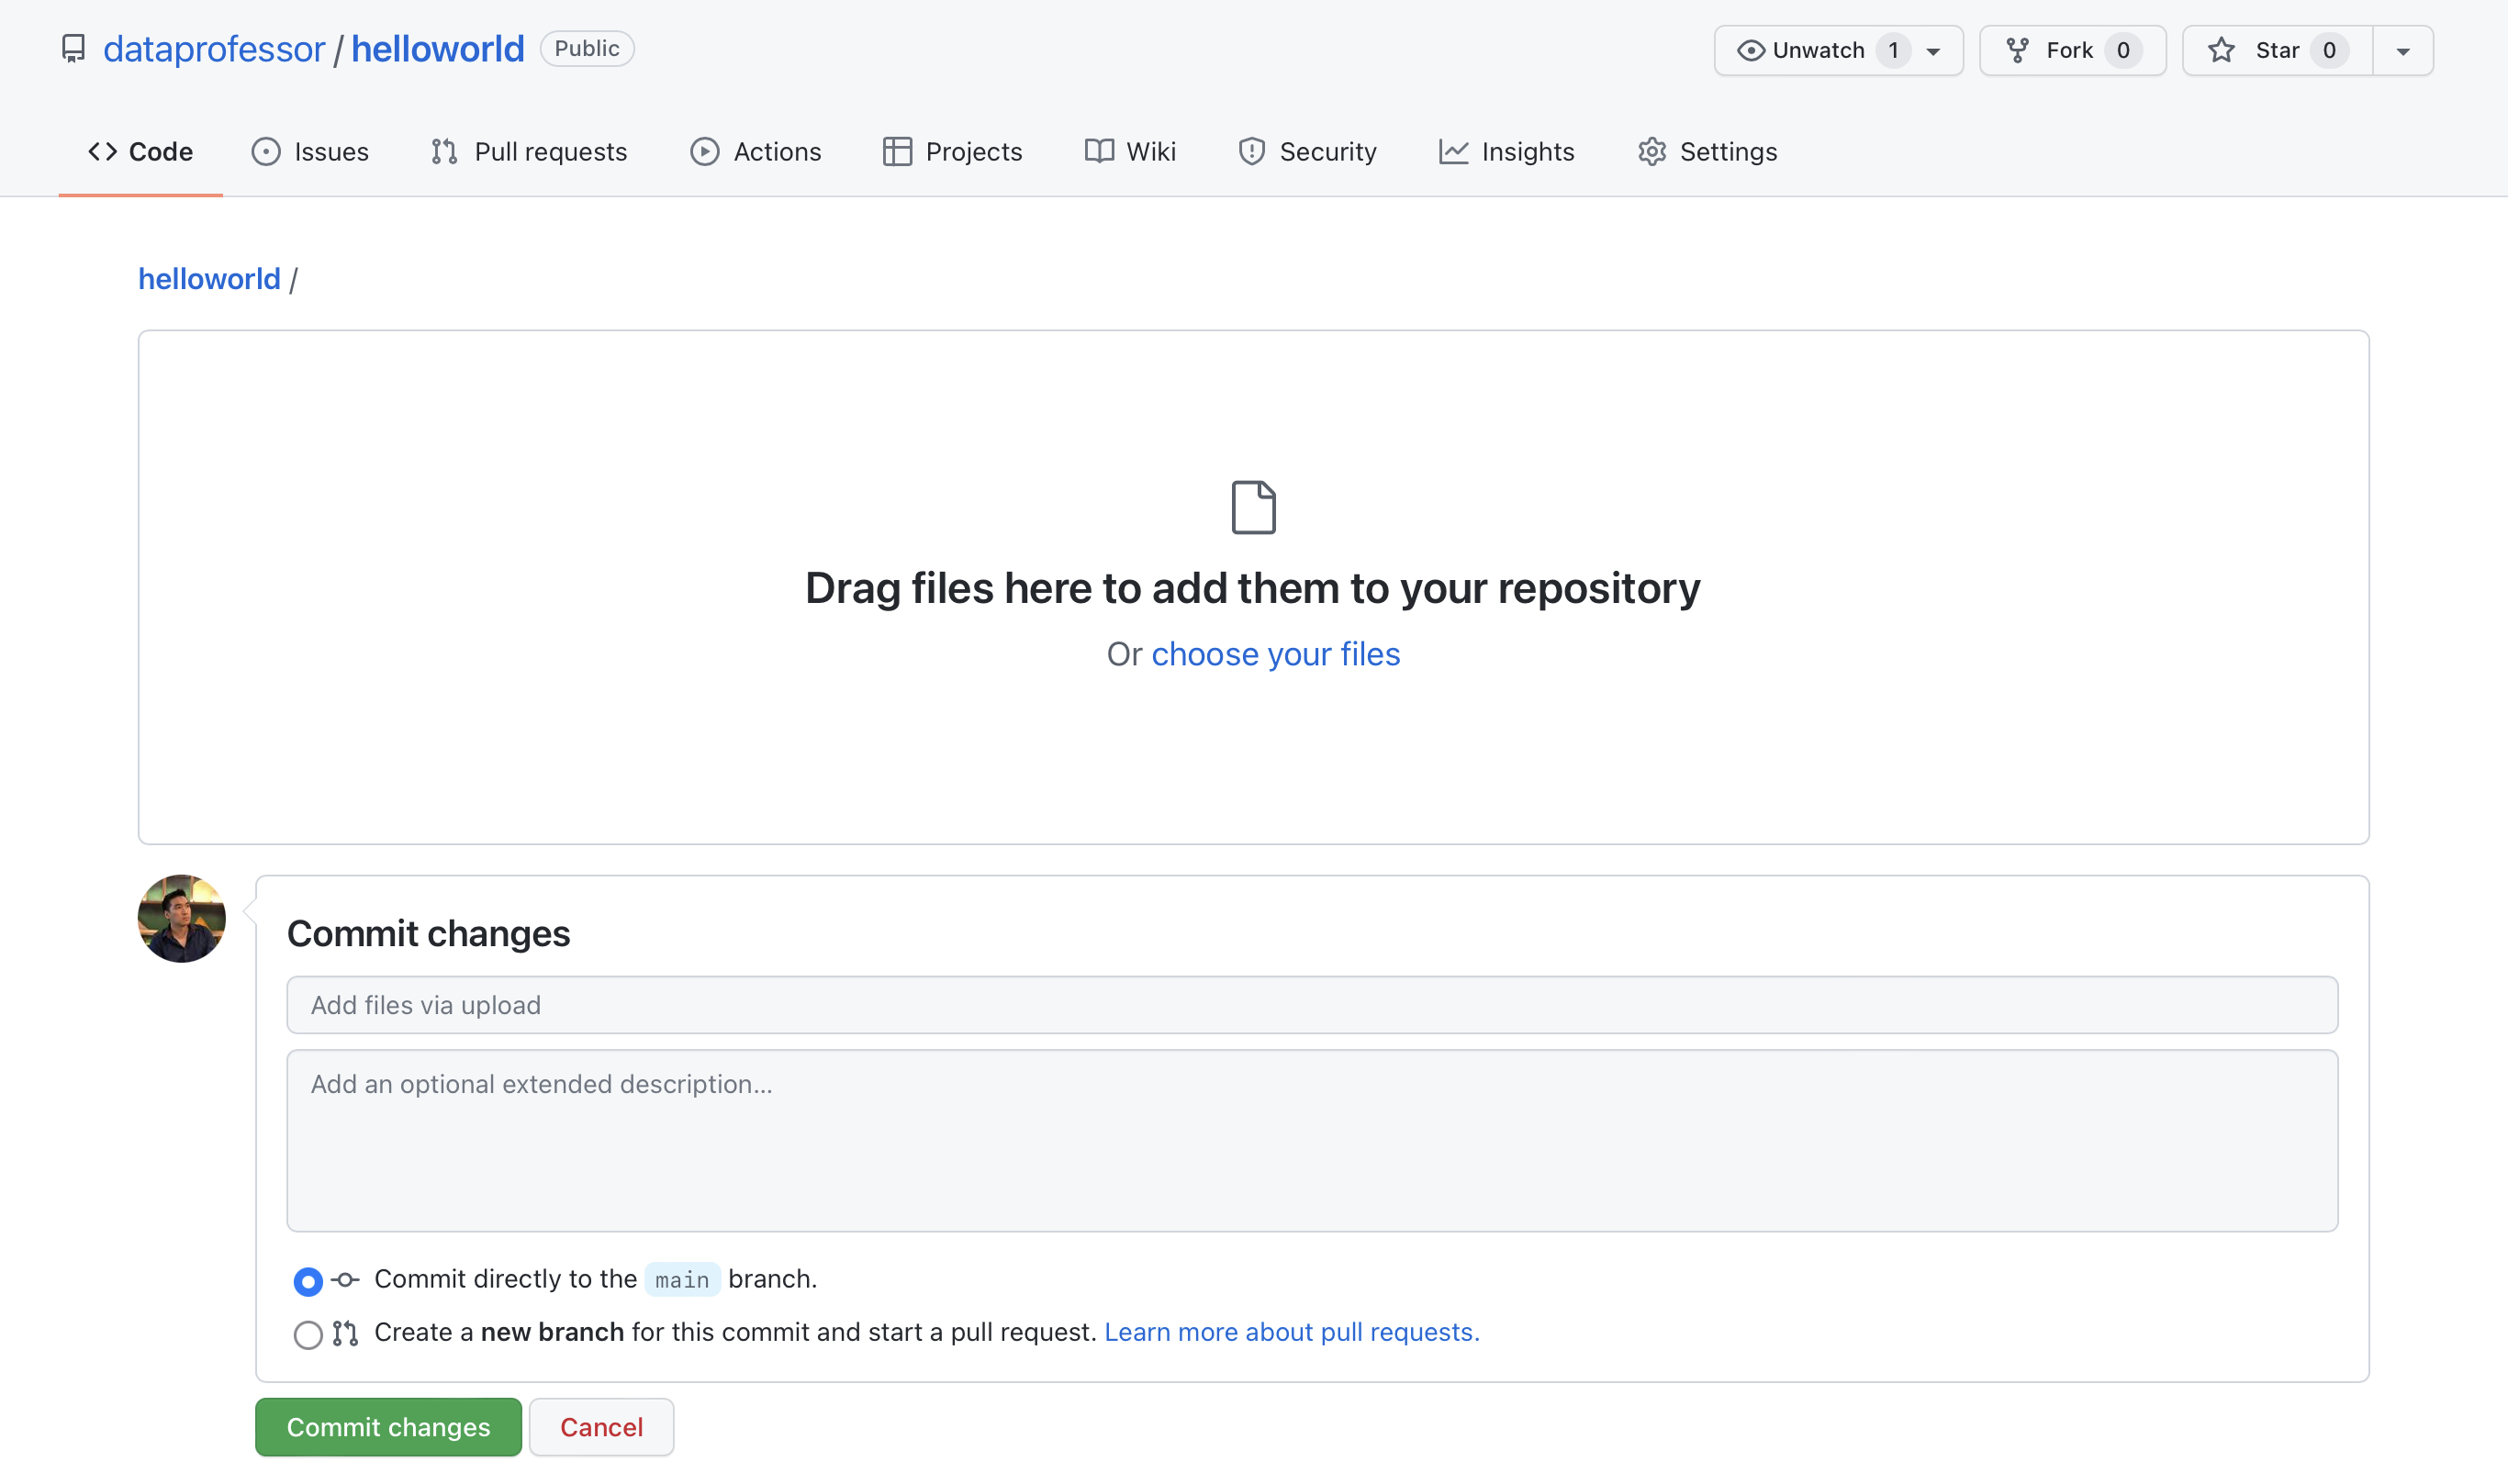 dataprofessor / helloworld Public Unwatch 1 Fork 0 Star 0
Code Issues Pull requests Actions Projects Wiki Security Insights Settings
helloworld /
Drag files here to add them to your repository
Or choose your files
Commit changes
Add files via upload
Add an optional extended description...
Commit directly to the main branch.
Create a new branch for this commit and start a pull request. Learn more about pull requests.
Commit changes Cancel